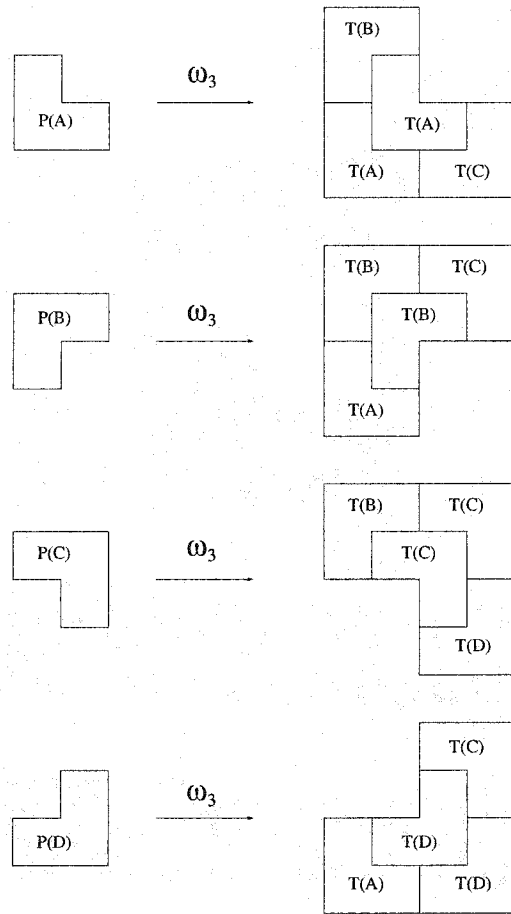 T(B)
ω₃
P(A)
T(A)
T(A) T(C)
T(B) T(C)
ω₃
P(B) T(B)
T(A)
T(B) T(C)
ω₃
P(C) T(C)
T(D)
T(C)
ω₃
P(D) T(D)
T(A) T(D)